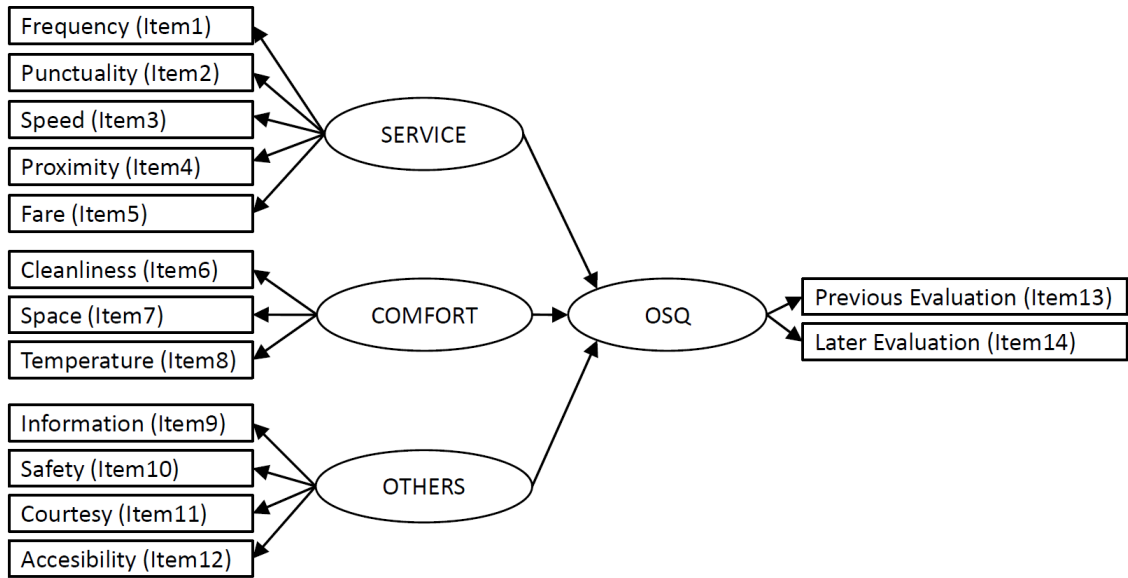 Frequency (Item1)
Punctuality (Item2)
Speed (Item3)
Proximity (Item4)
Fare (Item5)
SERVICE
Cleanliness (Item6)
Space (Item7)
Temperature (Item8)
COMFORT
OSQ
Previous Evaluation (Item13)
Later Evaluation (Item14)
Information (Item9)
Safety (Item10)
Courtesy (Item11)
Accesibility (Item12)
OTHERS